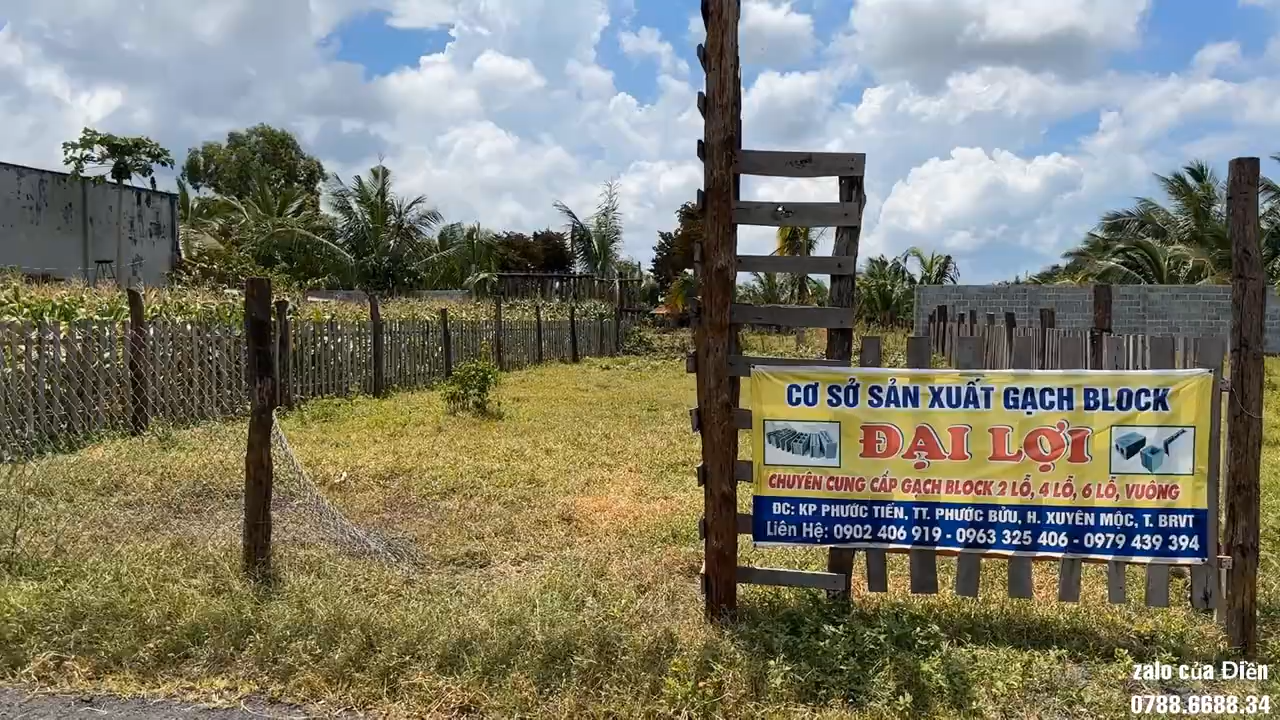 CƠ SỞ SẢN XUẤT GẠCH BLOCK
ĐẠI LỢI
CHUYÊN CUNG CẤP GẠCH BLOCK 2 LỖ, 4 LỖ, 6 LỖ, VUÔNG
ĐC: KP PHƯỚC TIẾN, TT. PHƯỚC BỬU, H. XUYÊN MỘC, T. BRVT
Liên Hệ: 0902 406 919 - 0963 325 406 - 0979 439 394
zalo của Điền
0788.6688.34